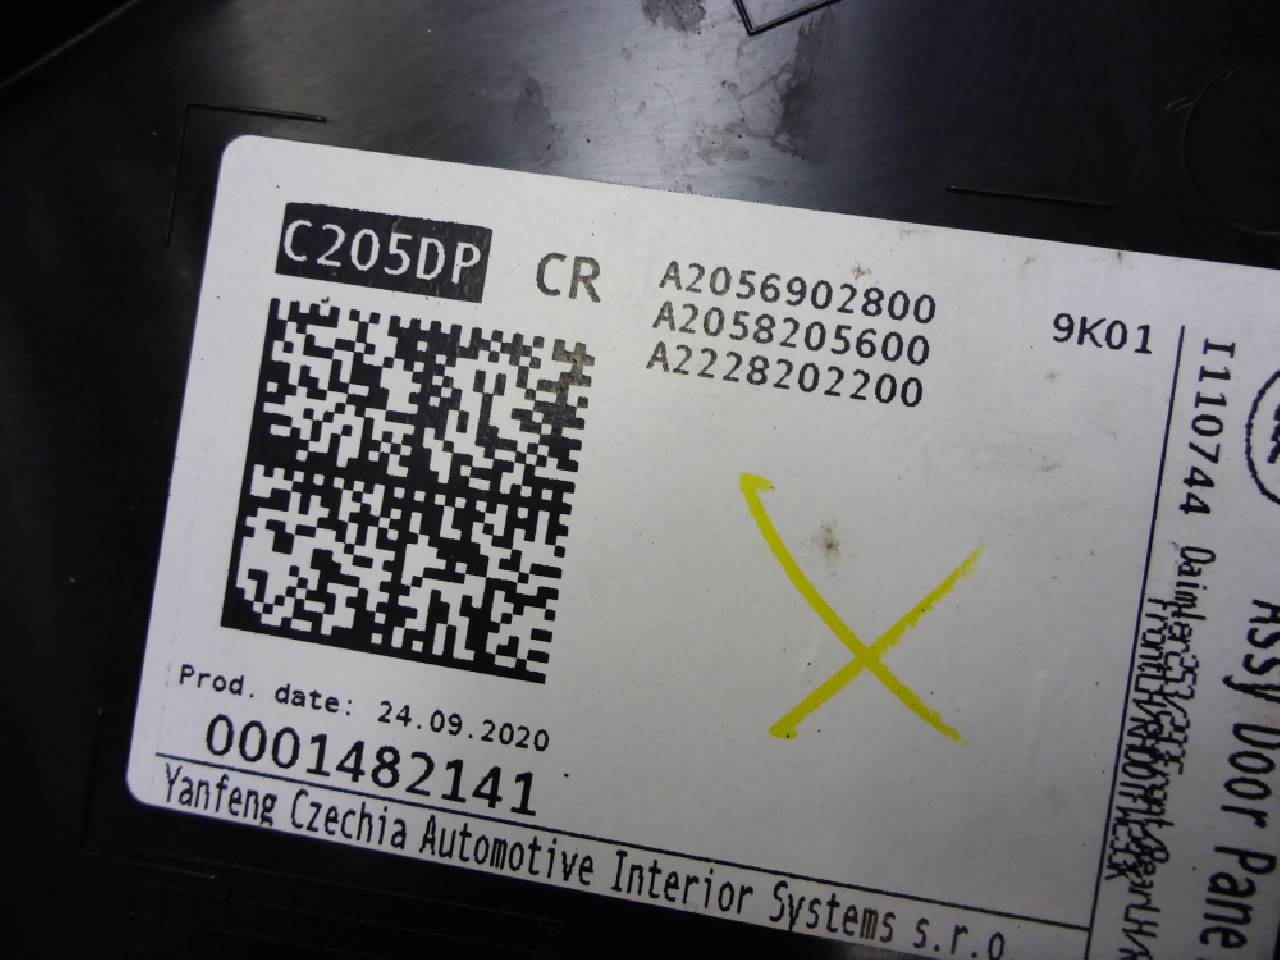 C205DP
CR
A2056902800
A2058205600
A2228202200
9K01
Prod. date: 24.09.2020
0001482141
Yanfeng Czechia Automotive Interior Systems s.r.o
I110744 Daimler
Assy Door Pane